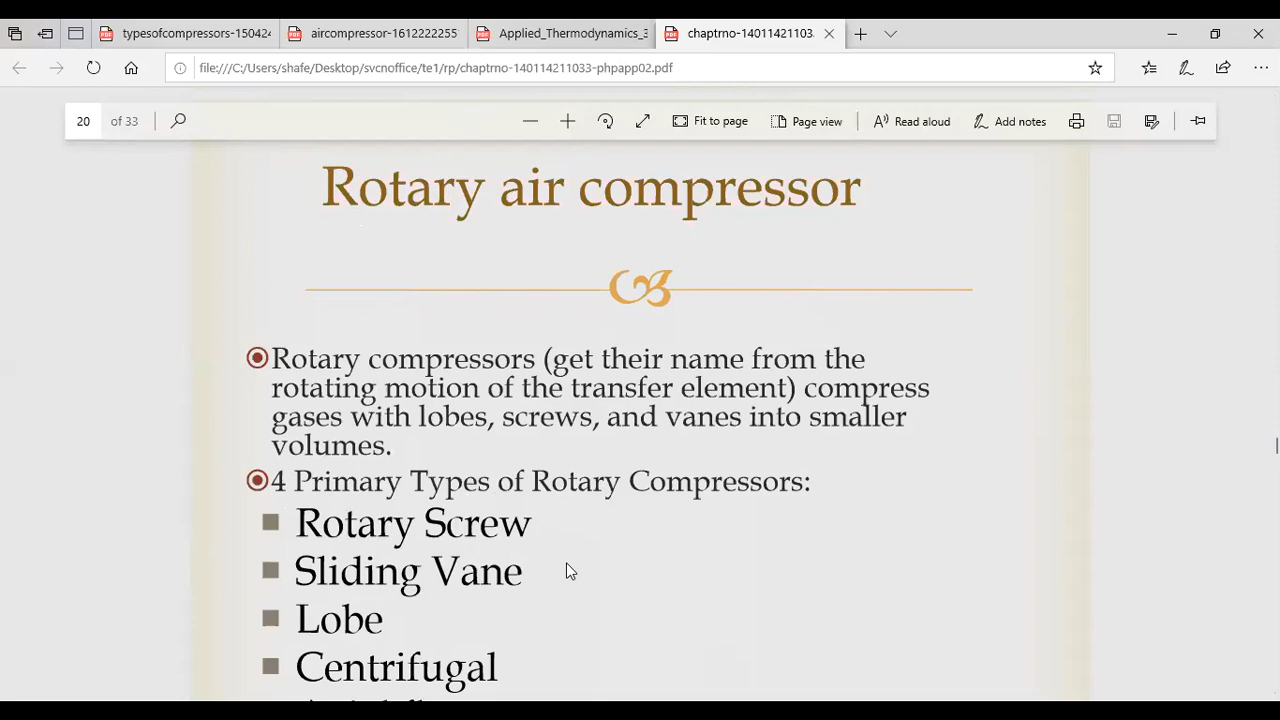 typesofcompressors-150424
aircompressor-1612222255
Applied_Thermodynamics_3
chaptrno-14011421103
file:///C:/Users/shafe/Desktop/svcnoffice/te1/rp/chaptrno-140114211033-phpapp02.pdf
20 of 33
Fit to page
Page view
Read aloud
Add notes
Rotary air compressor
Rotary compressors (get their name from the
rotating motion of the transfer element) compress
gases with lobes, screws, and vanes into smaller
volumes.
4 Primary Types of Rotary Compressors:
Rotary Screw
Sliding Vane
Lobe
Centrifugal